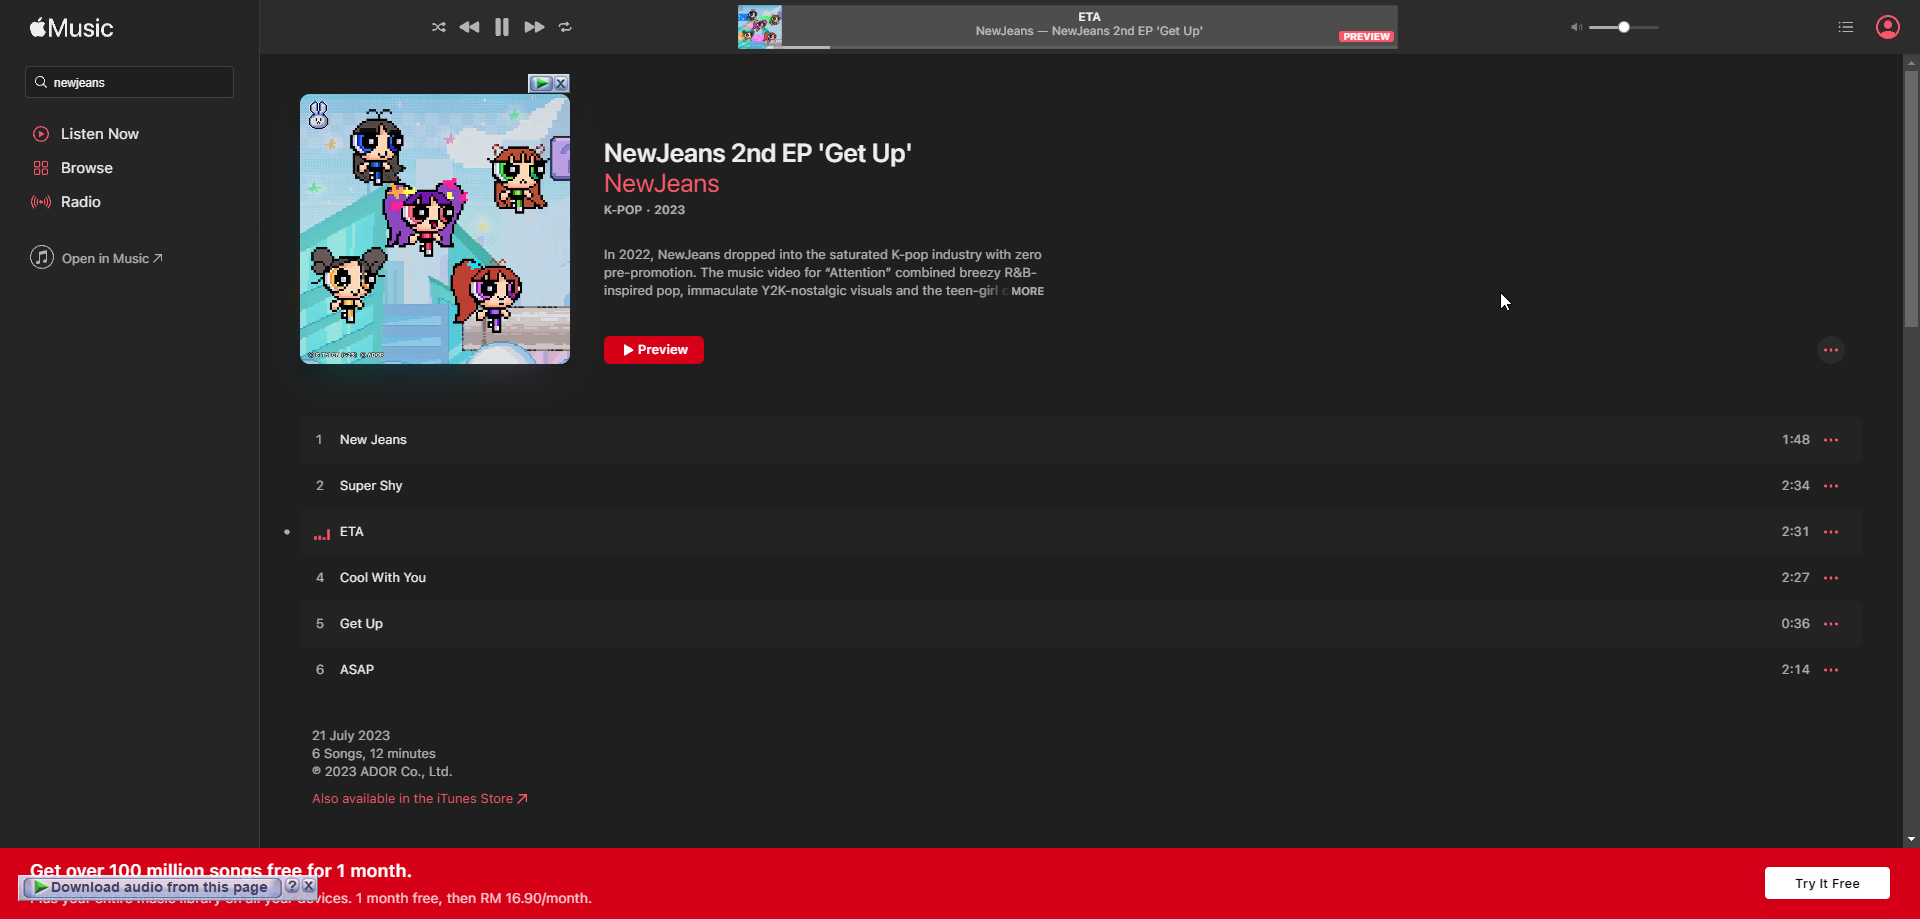 Music
ETA
NewJeans — NewJeans 2nd EP 'Get Up'
PREVIEW
newjeans
Listen Now
Browse
Radio
Open in Music
NewJeans 2nd EP 'Get Up'
NewJeans
K-POP · 2023
In 2022, NewJeans dropped into the saturated K-pop industry with zero
pre-promotion. The music video for “Attention” combined breezy R&B-
inspired pop, immaculate Y2K-nostalgic visuals and the teen-girl
MORE
Preview
1 New Jeans 1:48
2 Super Shy 2:34
ETA 2:31
4 Cool With You 2:27
5 Get Up 0:36
6 ASAP 2:14
21 July 2023
6 Songs, 12 minutes
℗ 2023 ADOR Co., Ltd.
Also available in the iTunes Store
Get over 100 million songs free for 1 month.
Download audio from this page ?
1 month free, then RM 16.90/month.
Try It Free